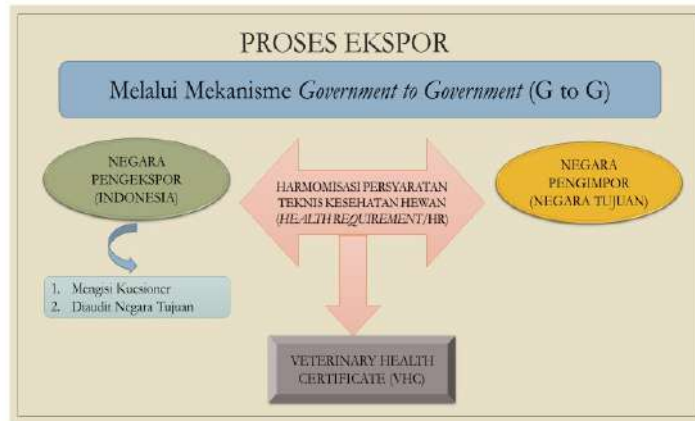 PROSES EKSPOR
Melalui Mekanisme Government to Government (G to G)
NEGARA
PENGEKSPOR
(INDONESIA)
HARMOMISASI PERSYARATAN
TEKNIS KESEHATAN HEWAN
(HEALTH REQUIREMENT/HR)
NEGARA
PENGIMPOR
(NEGARA TUJUAN)
1. Mengisi Kuesioner
2. Diaudit Negara Tujuan
VETERINARY HEALTH
CERTIFICATE (VHC)